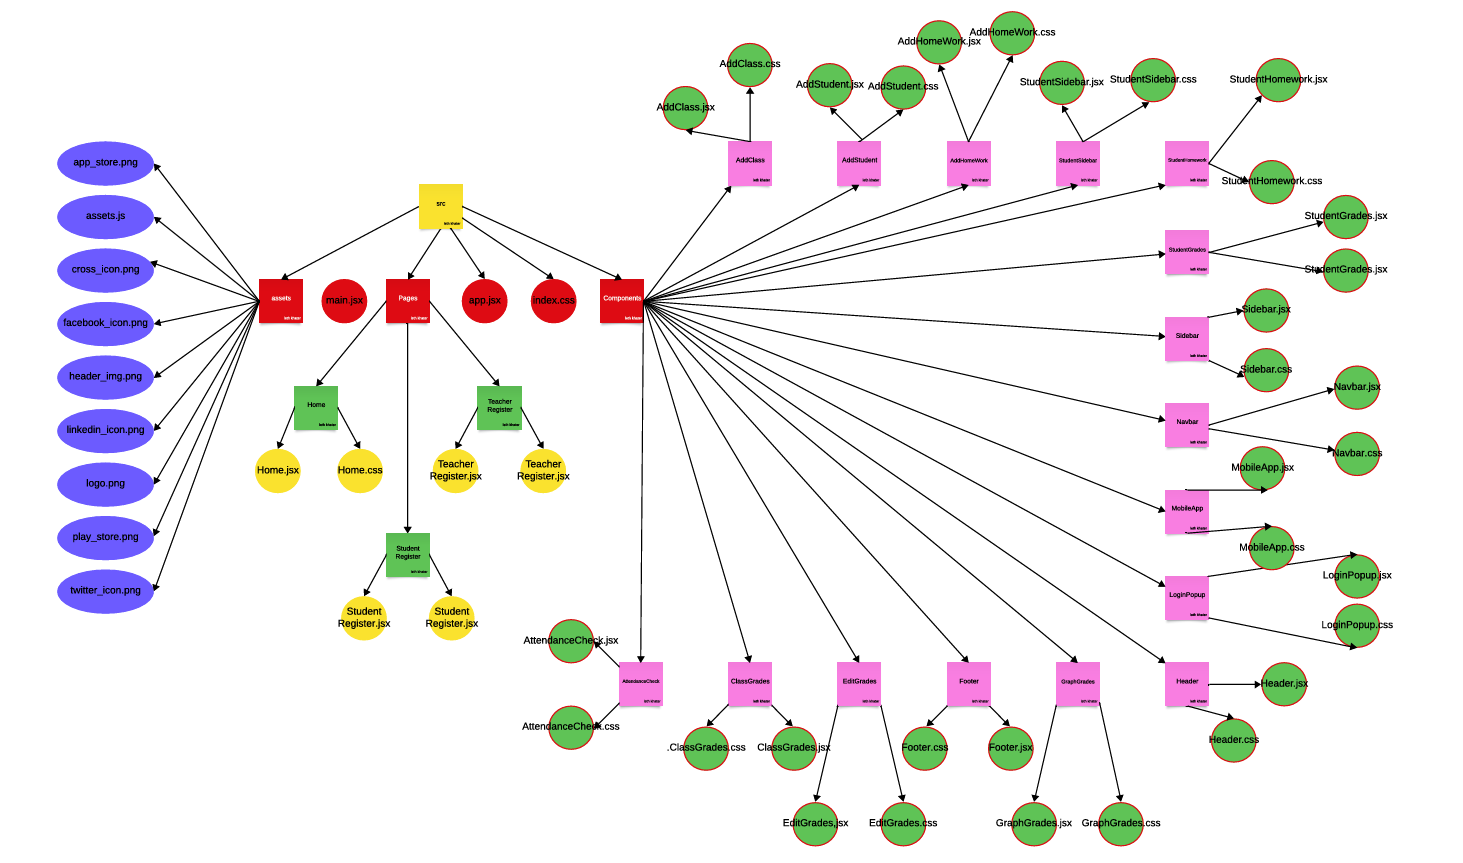 AddHomeWork.css
AddHomeWork.jsx
AddClass.css
StudentSidebar.css
StudentHomework.jsx
StudentSidebar.jsx
AddStudent.jsx
AddStudent.css
AddClass.jsx
AddClass
AddStudent
AddHomeWork
StudentSidebar
StudentHomework
StudentHomework.css
app_store.png
src
assets.js
StudentGrades.jsx
StudentGrades
StudentGrades.jsx
cross_icon.png
assets
main.jsx
Pages
app.jsx
index.css
Components
Sidebar.jsx
facebook_icon.png
Sidebar
Sidebar.css
header_img.png
Navbar.jsx
Home
Teacher
Register
Navbar
linkedin_icon.png
Navbar.css
Home.jsx
Home.css
Teacher
Register.jsx
Teacher
Register.jsx
MobileApp.jsx
logo.png
MobileApp
play_store.png
MobileApp.css
Student
Register
LoginPopup.jsx
twitter_icon.png
LoginPopup
Student
Register.jsx
Student
Register.jsx
LoginPopup.css
AttendanceCheck.jsx
AttendanceCheck
ClassGrades
EditGrades
Footer
GraphGrades
Header
Header.jsx
AttendanceCheck.css
.ClassGrades.css
ClassGrades.jsx
Footer.css
Footer.jsx
Header.css
EditGrades,jsx
EditGrades.css
GraphGrades.jsx
GraphGrades.css